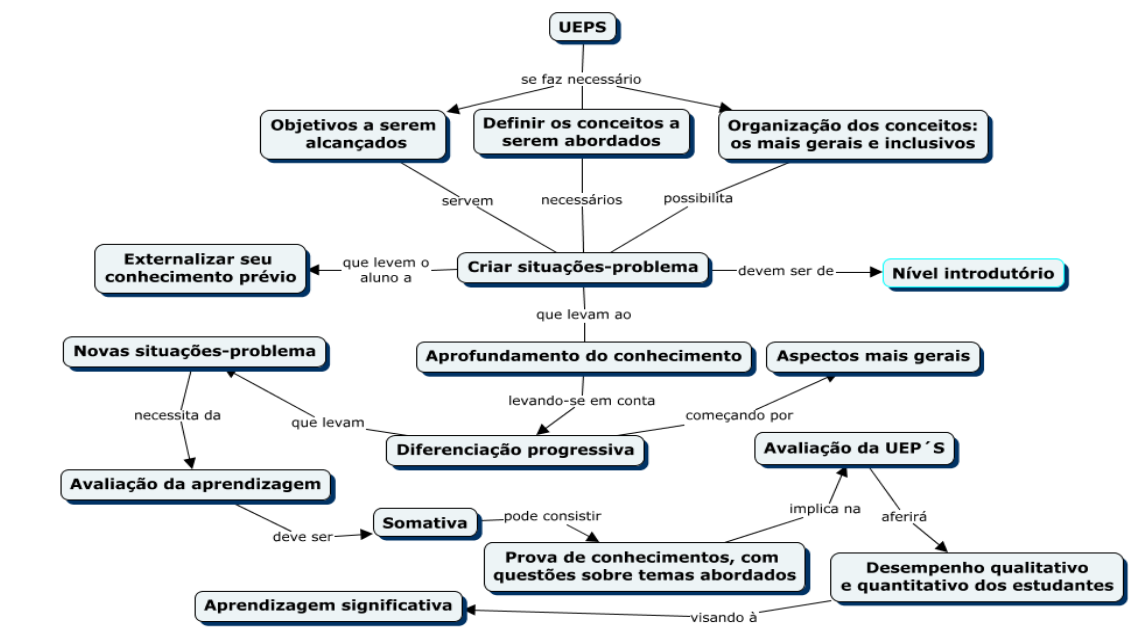 UEPS
se faz necessário
Objetivos a serem
alcançados
Definir os conceitos a
serem abordados
Organização dos conceitos:
os mais gerais e inclusivos
servem
necessários
possibilita
Externalizar seu
conhecimento prévio
que levem o
aluno a
Criar situações-problema
devem ser de
Nível introdutório
que levam ao
Novas situações-problema
Aprofundamento do conhecimento
Aspectos mais gerais
necessita da
que levam
levando-se em conta
começando por
Diferenciação progressiva
Avaliação da UEP´S
Avaliação da aprendizagem
deve ser
Somativa
pode consistir
implica na
aferirá
Prova de conhecimentos, com
questões sobre temas abordados
Desempenho qualitativo
e quantitativo dos estudantes
Aprendizagem significativa
visando à